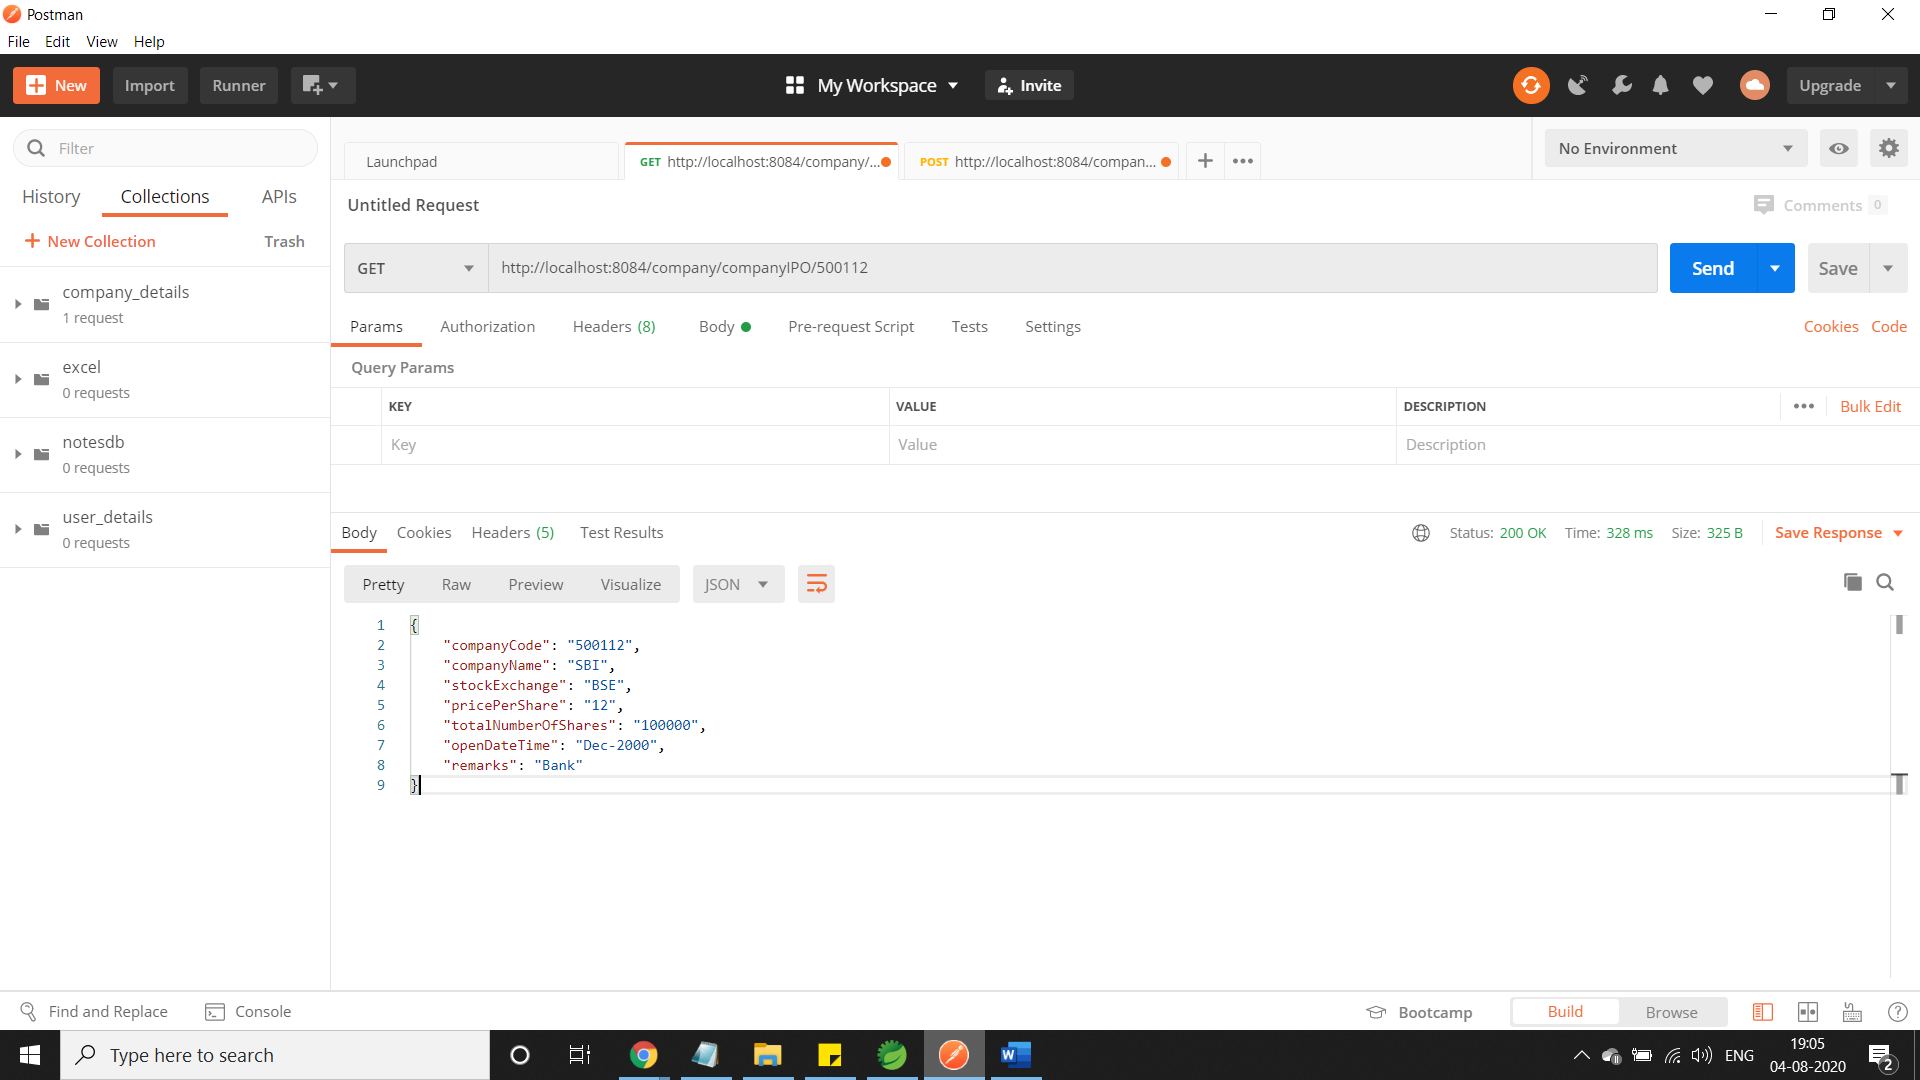 Postman
File Edit View Help
New Import Runner My Workspace Invite Upgrade
Filter
History Collections APIs
New Collection Trash
company_details
1 request
excel
0 requests
notesdb
0 requests
user_details
0 requests
Launchpad GET http://localhost:8084/company/... POST http://localhost:8084/compan... No Environment
Untitled Request Comments 0
GET http://localhost:8084/company/companyIPO/500112 Send Save
Params Authorization Headers (8) Body Pre-request Script Tests Settings Cookies Code
Query Params
KEY VALUE DESCRIPTION Bulk Edit
Key Value Description
Body Cookies Headers (5) Test Results Status: 200 OK Time: 328 ms Size: 325 B Save Response
Pretty Raw Preview Visualize JSON
1 {
2 "companyCode": "500112",
3 "companyName": "SBI",
4 "stockExchange": "BSE",
5 "pricePerShare": "12",
6 "totalNumberOfShares": "100000",
7 "openDateTime": "Dec-2000",
8 "remarks": "Bank"
9 }
Find and Replace Console Bootcamp Build Browse
Type here to search ENG 19:05
04-08-2020 2